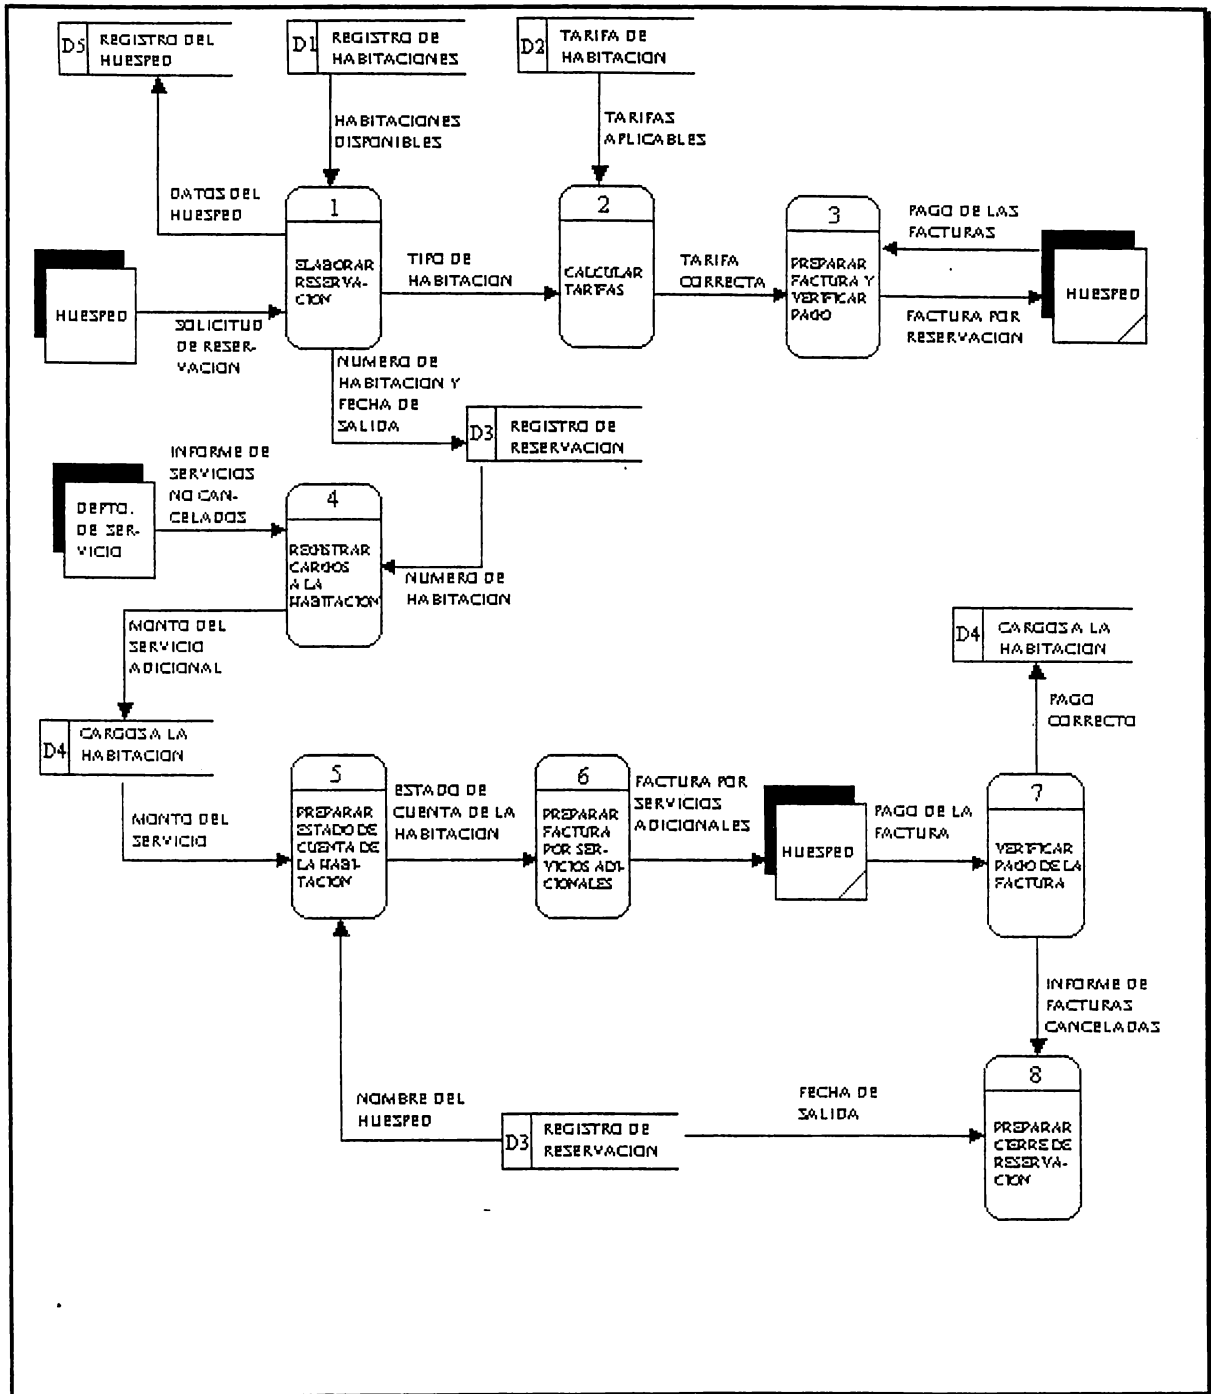 D5
REGISTRO DEL
HUESPED
D1
REGISTRO DE
HABITACIONES
D2
TARIFA DE
HABITACION
HABITACIONES
DISPONIBLES
TARIFAS
APLICABLES
DATOS DEL
HUESPED
1
ELABORAR
RESERVA-
CION
TIPO DE
HABITACION
2
CALCULAR
TARIFAS
TARIFA
CORRECTA
3
PREPARAR
FACTURA Y
VERIFICAR
PAGO
PAGO DE LAS
FACTURAS
HUESPED
FACTURA POR
RESERVACION
HUESPED
SOLICITUD
DE RESER-
VACION
NUMERO DE
HABITACION Y
FECHA DE
SALIDA
D3
REGISTRO DE
RESERVACION
INFORME DE
SERVICIOS
NO CAN-
CELADOS
DEPTO.
DE SER-
VICIO
4
REGISTRAR
CARGOS
A LA
HABITACION
NUMERO DE
HABITACION
MONTO DEL
SERVICIO
ADICIONAL
D4
CARGOS A LA
HABITACION
PAGO
CORRECTO
D4
CARGOS A LA
HABITACION
MONTO DEL
SERVICIO
5
PREPARAR
ESTADO DE
CUENTA DE
LA HABI-
TACION
ESTADO DE
CUENTA DE LA
HABITACION
6
PREPARAR
FACTURA
POR SER-
VICIOS ADI-
CIONALES
FACTURA POR
SERVICIOS
ADICIONALES
HUESPED
PAGO DE LA
FACTURA
7
VERIFICAR
PAGO DE LA
FACTURA
INFORME DE
FACTURAS
CANCELADAS
NOMBRE DEL
HUESPED
D3
REGISTRO DE
RESERVACION
FECHA DE
SALIDA
8
PREPARAR
CIERRE DE
RESERVA-
CION